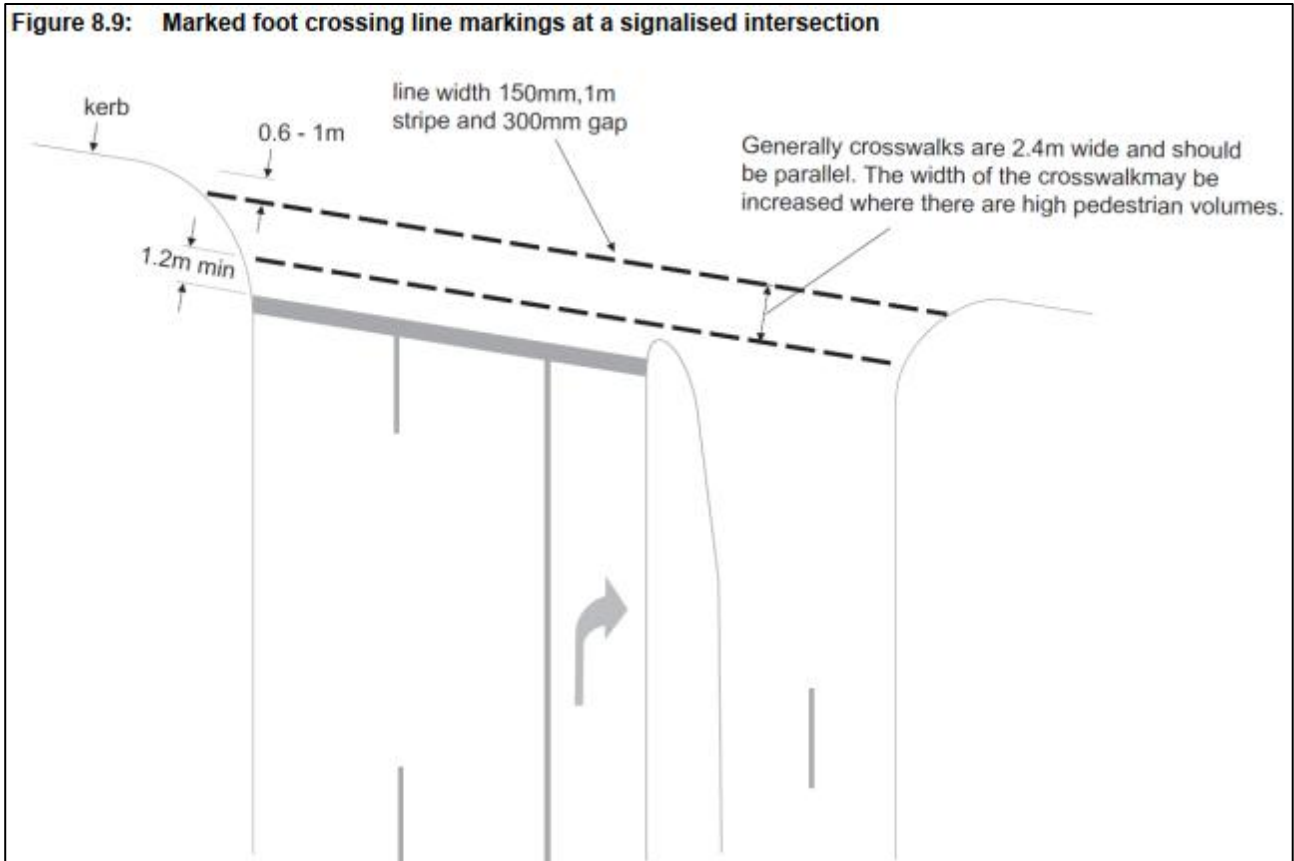 Figure 8.9: Marked foot crossing line markings at a signalised intersection
kerb
0.6 - 1m
line width 150mm,1m
stripe and 300mm gap
Generally crosswalks are 2.4m wide and should
be parallel. The width of the crosswalkmay be
increased where there are high pedestrian volumes.
1.2m min